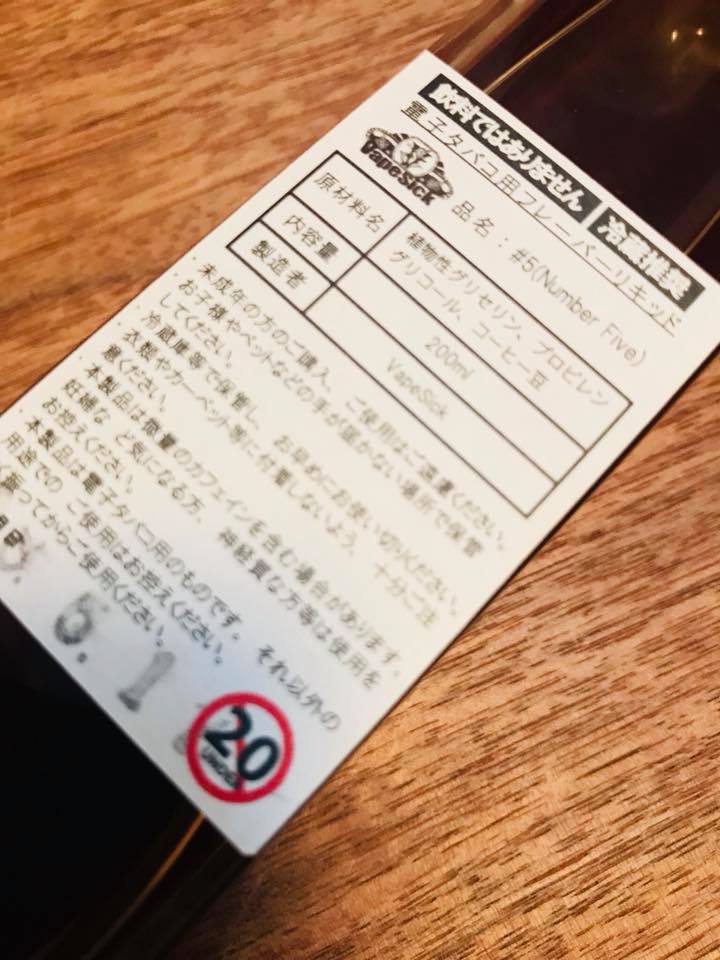 飲料ではありません 冷蔵推奨
電子タバコ用フレーバーリキッド
VapeSick
品名：#5(Number Five)
原材料名 植物性グリセリン、プロピレン
グリコール、コーヒー豆
内容量 200ml
製造者 VapeSick
・未成年の方のご購入、ご使用はご遠慮ください。
・お子様やペットなどの手が届かない場所で保管
してください。
・冷蔵庫等で保管し、お早めにお使い切りください。
・衣類やカーペット等に付着しないよう、十分ご注
意ください。
・本製品は微量のカフェインを含む場合があります。
妊婦など気になる方、神経質な方等は使用を
お控えください。
・本製品は電子タバコ用のものです。それ以外の
用途での ご使用はお控えください。
く振ってからご使用ください。
5. 1
20
UNDER